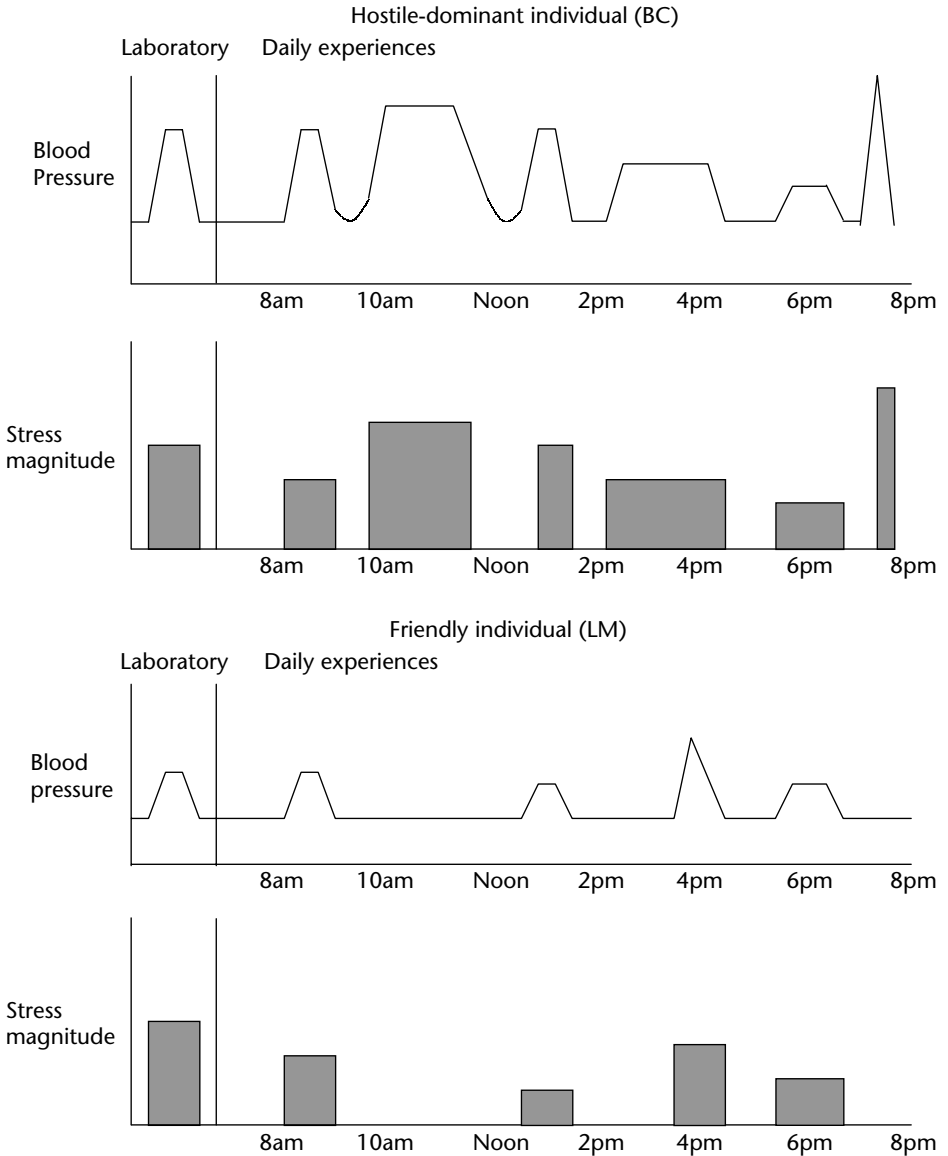 Hostile-dominant individual (BC)
Laboratory Daily experiences
Blood
Pressure
8am 10am Noon 2pm 4pm 6pm 8pm
Stress
magnitude
8am 10am Noon 2pm 4pm 6pm 8pm
Friendly individual (LM)
Laboratory Daily experiences
Blood
pressure
8am 10am Noon 2pm 4pm 6pm 8pm
Stress
magnitude
8am 10am Noon 2pm 4pm 6pm 8pm